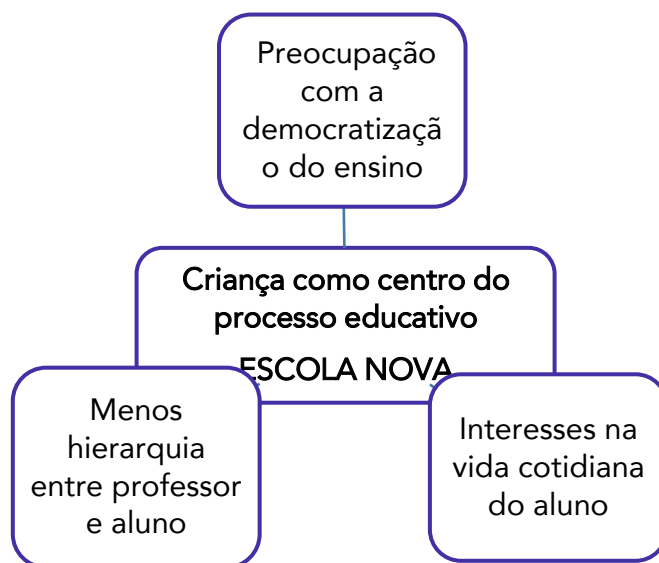 Preocupação
com a
democratizaçã
o do ensino
Criança como centro do
processo educativo
ESCOLA NOVA
Menos
hierarquia
entre professor
e aluno
Interesses na
vida cotidiana
do aluno